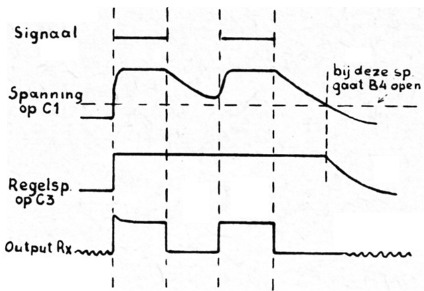 Signaal
bij deze sp.
gaat B4 open
Spanning
op C1
Regelsp.
op C3
Output Rx